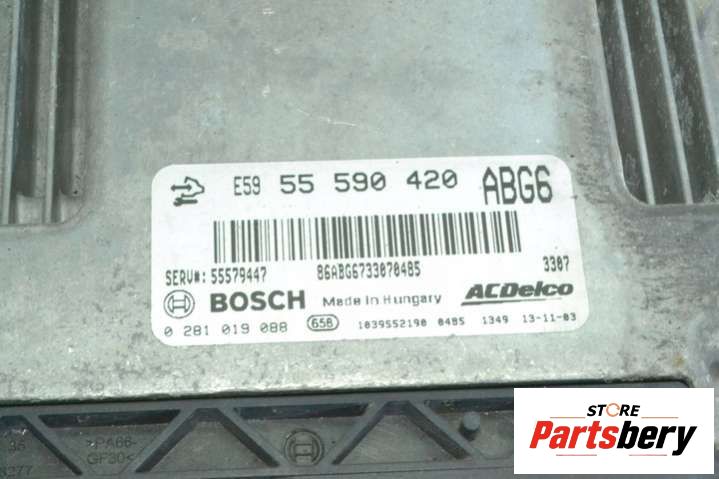 E59 55 590 420 ABG6
SERV#: 55579447 86ABG6733070485 3307
BOSCH Made in Hungary ACDelco
0 281 019 088 656 1039552190 0485 1349 13-11-03
>PA66-
GF30<
STORE
Partsbery